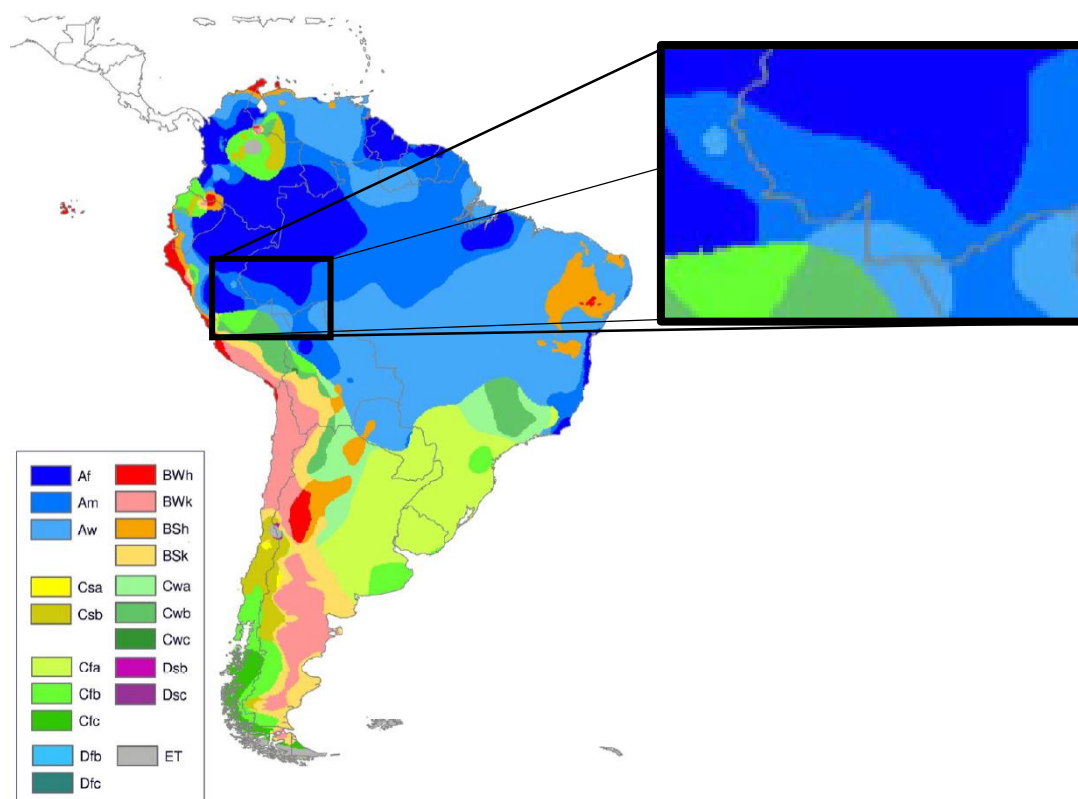 Af
Am
Aw
Csa
Csb
Cfa
Cfb
Cfc
Dfb
Dfc
BWh
BWk
BSh
BSk
Cwa
Cwb
Cwc
Dsb
Dsc
ET